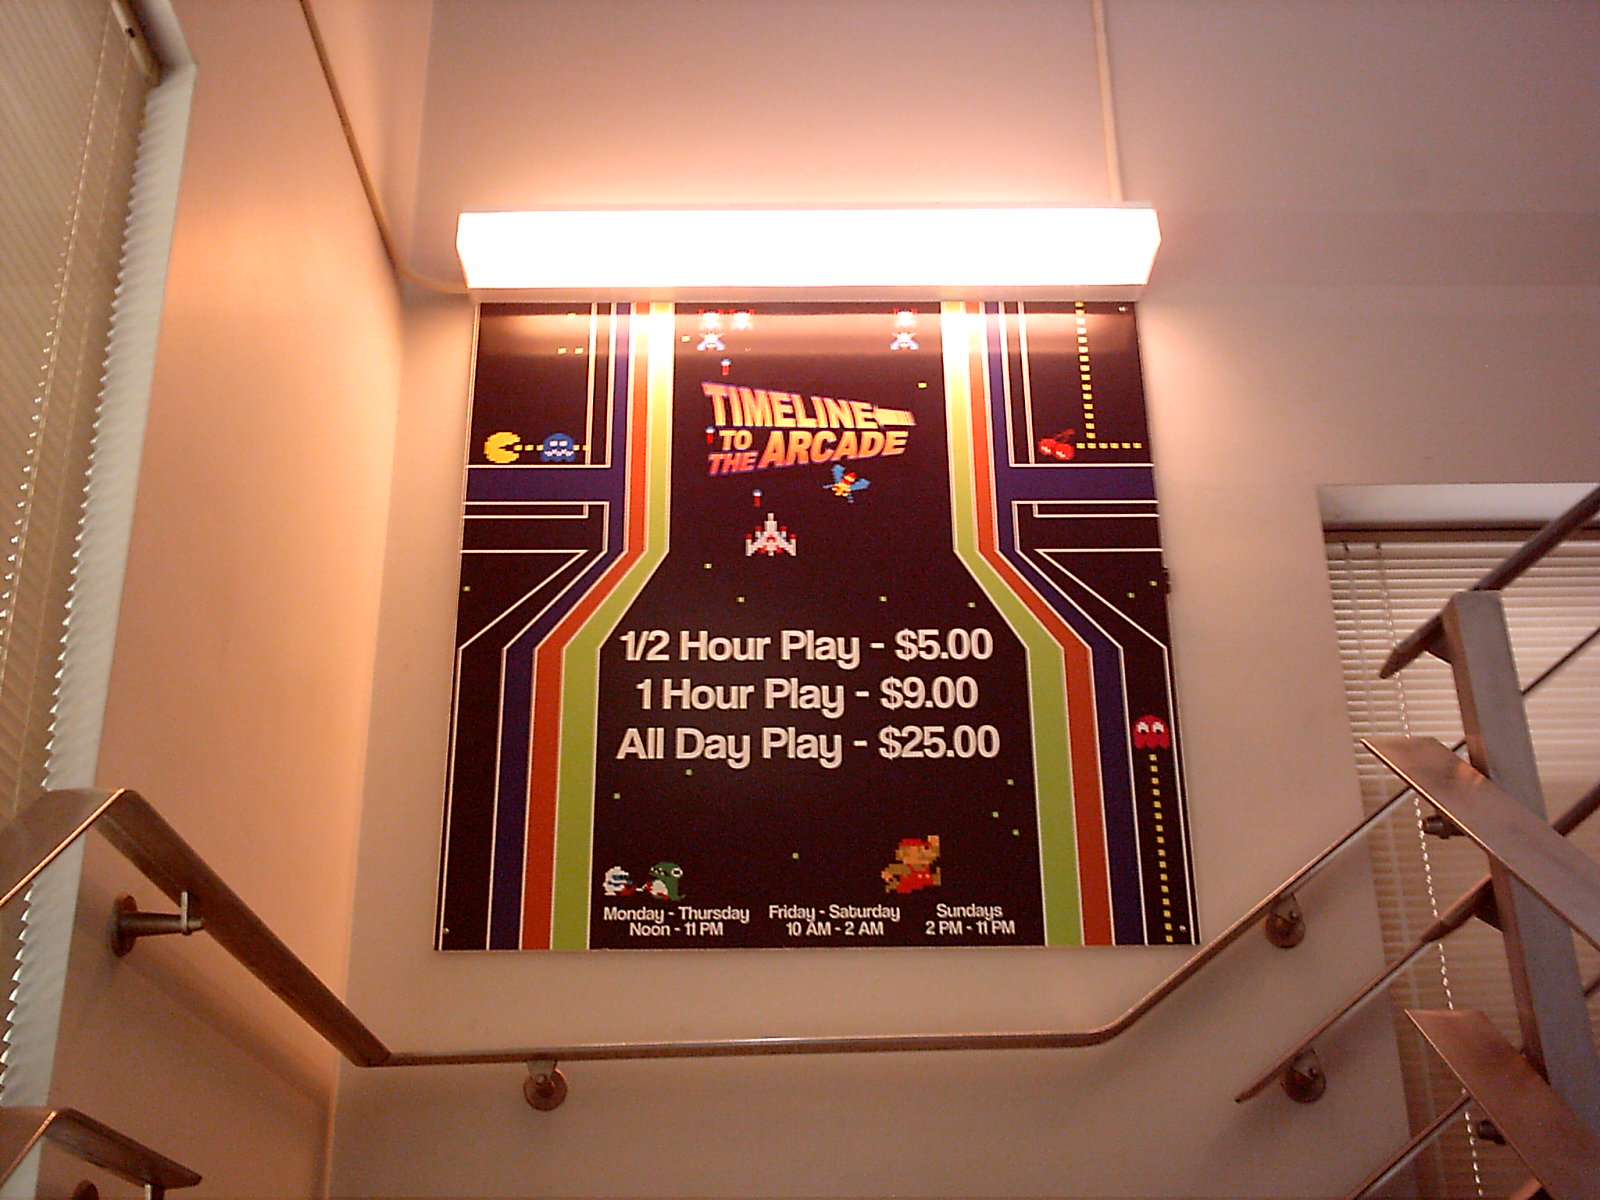 TIMELINE
TO
THE ARCADE
1/2 Hour Play - $5.00
1 Hour Play - $9.00
All Day Play - $25.00
Monday - Thursday
Noon - 11 PM
Friday - Saturday
10 AM - 2 AM
Sundays
2 PM - 11 PM